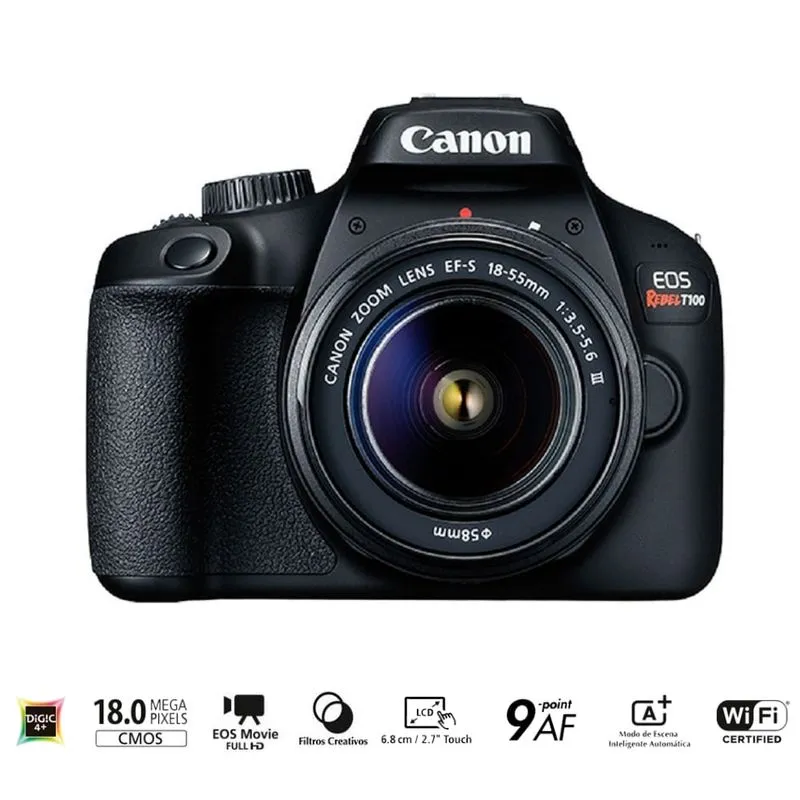 Canon
EOS
REBEL T100
CANON ZOOM LENS EF-S 18-55mm 1:3.5-5.6 III
Φ58mm
DiGiC
4+
18.0 MEGA
PIXELS
CMOS
EOS Movie
FULL HD
Filtros Creativos
LCD
6.8 cm / 2.7" Touch
9-point
AF
A+
Modo de Escena
Inteligente Automática
Wi Fi
CERTIFIED